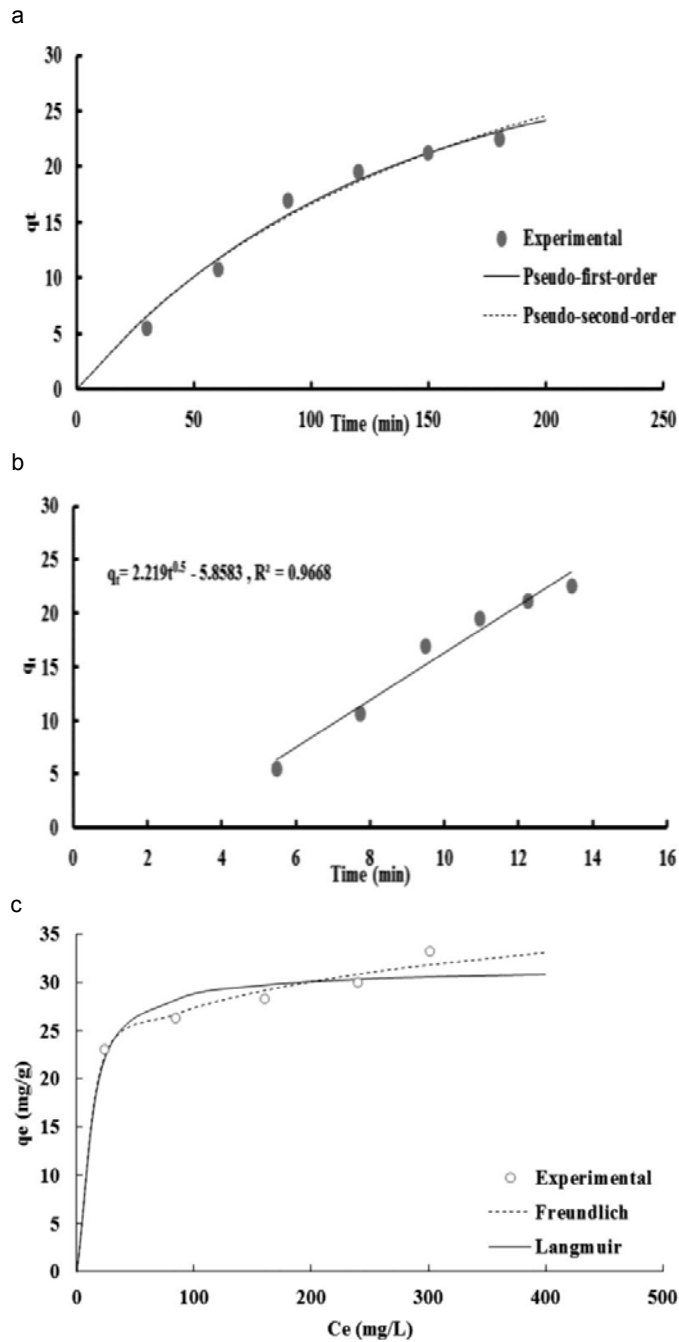 a
30
25
20
15
10
5
0
qt
Experimental
Pseudo-first-order
Pseudo-second-order
0 50 100 150 200 250
Time (min)
b
30
25
20
15
10
5
0
qt
qt= 2.219t^0.5 - 5.8583 , R² = 0.9668
0 2 4 6 8 10 12 14 16
Time (min)
c
35
30
25
20
15
10
5
0
qe (mg/g)
Experimental
Freundlich
Langmuir
0 100 200 300 400 500
Ce (mg/L)